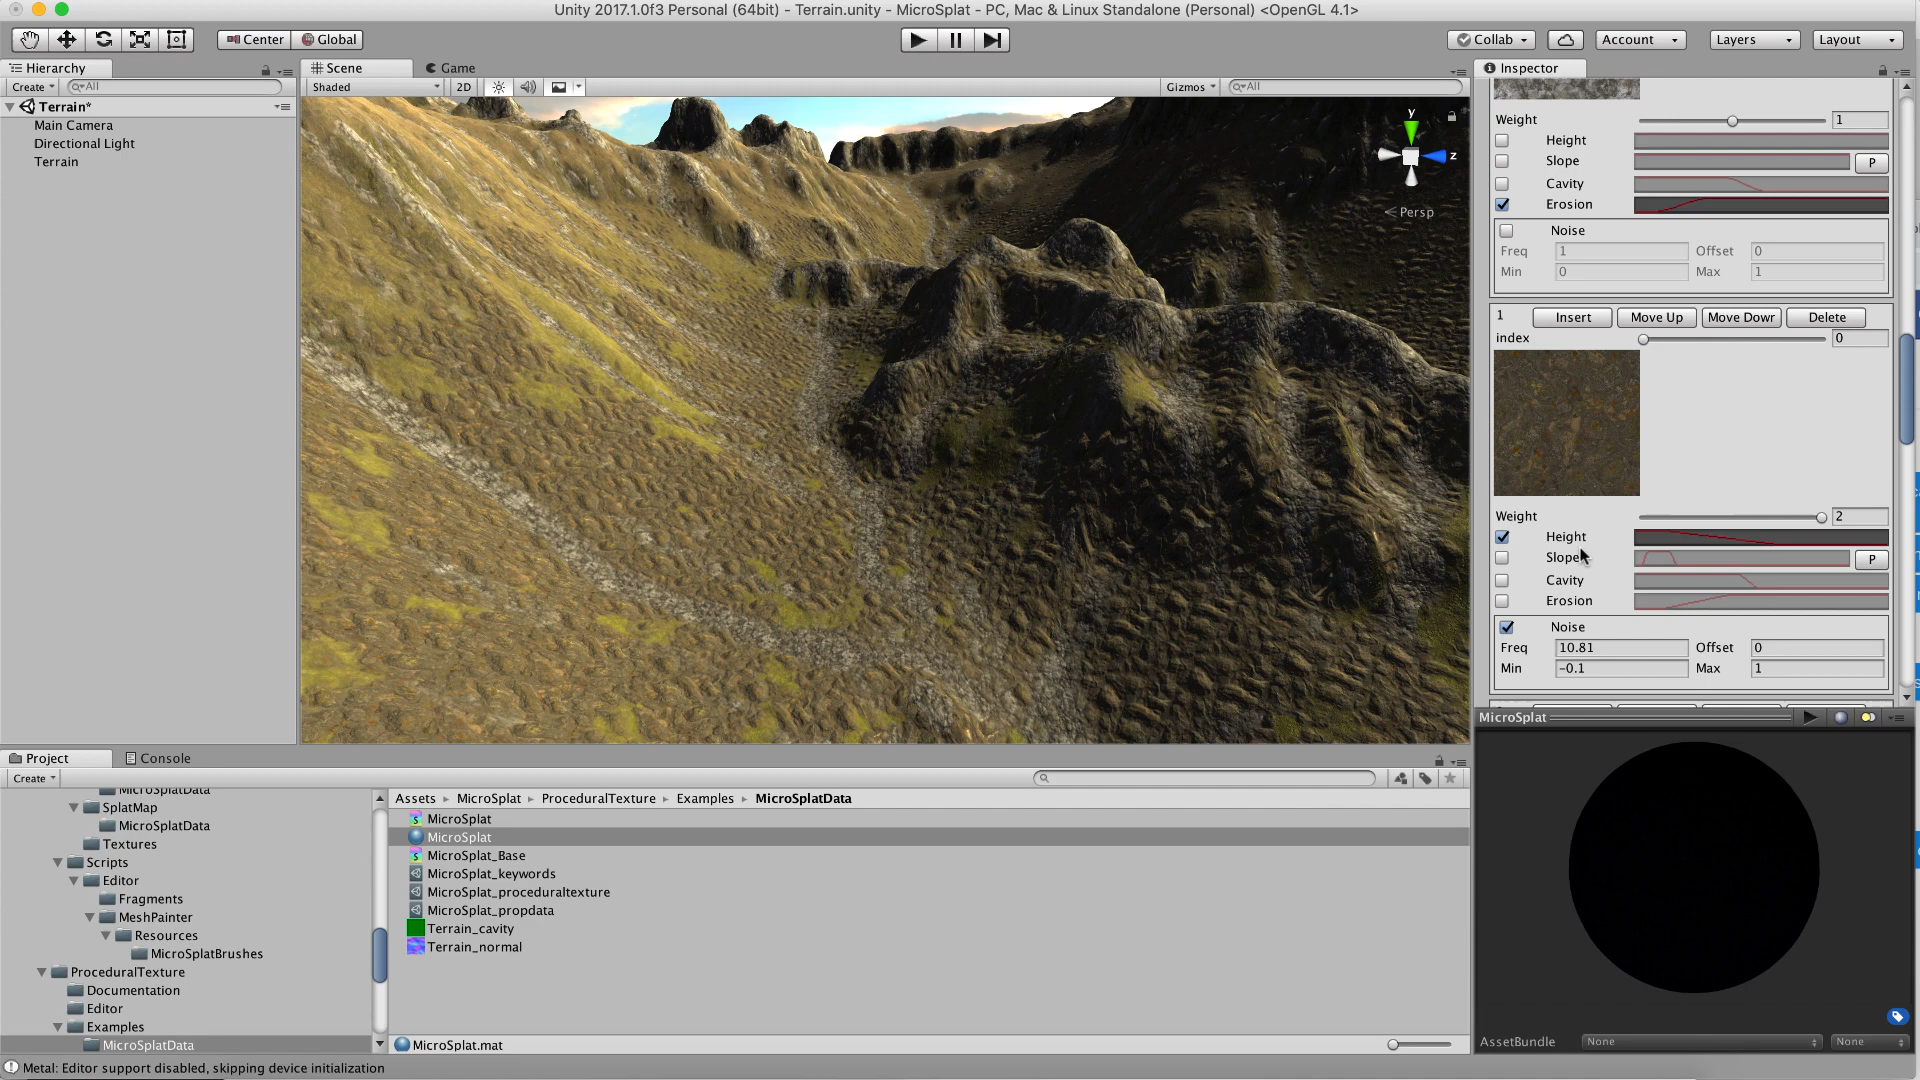 Unity 2017.1.0f3 Personal (64bit) - Terrain.unity - MicroSplat - PC, Mac & Linux Standalone (Personal) <OpenGL 4.1>
Center Global Collab Account Layers Layout
Hierarchy
Create All
Terrain*
Main Camera
Directional Light
Terrain
Scene Game
Shaded 2D Gizmos All
y
z
Persp
Inspector
Weight 1
Height
Slope P
Cavity
Erosion
Noise
Freq 1 Offset 0
Min 0 Max 1
1 Insert Move Up Move Down Delete
index 0
Weight 2
Height
Slope P
Cavity
Erosion
Noise
Freq 10.81 Offset 0
Min -0.1 Max 1
MicroSplat
AssetBundle None None
Project Console
Create
MicroSplatData
SplatMap
MicroSplatData
Textures
Scripts
Editor
Fragments
MeshPainter
Resources
MicroSplatBrushes
ProceduralTexture
Documentation
Editor
Examples
MicroSplatData
Assets MicroSplat ProceduralTexture Examples MicroSplatData
MicroSplat
MicroSplat
MicroSplat_Base
MicroSplat_keywords
MicroSplat_proceduraltexture
MicroSplat_propdata
Terrain_cavity
Terrain_normal
MicroSplat.mat
Metal: Editor support disabled, skipping device initialization